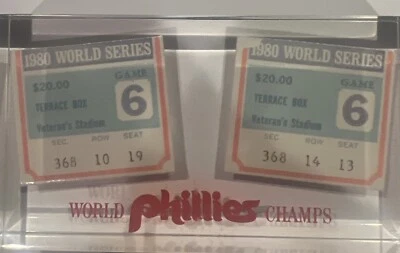 1980 WORLD SERIES
$20.00
GAME
6
TERRACE BOX
Veteran's Stadium
SEC. ROW SEAT
368 10 19
1980 WORLD SERIES
$20.00
GAME
6
TERRACE BOX
Veteran's Stadium
SEC. ROW SEAT
368 14 13
WORLD Phillies CHAMPS